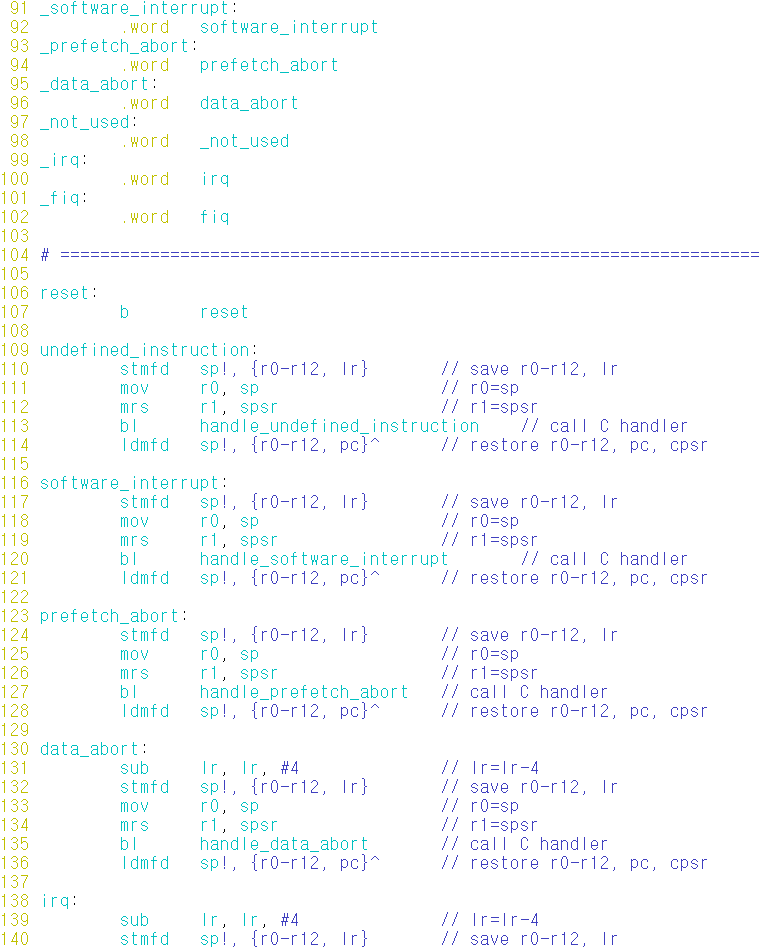 91 _software_interrupt:
92         .word   software_interrupt
93 _prefetch_abort:
94         .word   prefetch_abort
95 _data_abort:
96         .word   data_abort
97 _not_used:
98         .word   _not_used
99 _irq:
100         .word   irq
101 _fiq:
102         .word   fiq
103
104 # ======================================================================
105
106 reset:
107         b       reset
108
109 undefined_instruction:
110         stmfd   sp!, {r0-r12, lr}       // save r0-r12, lr
111         mov     r0, sp                  // r0=sp
112         mrs     r1, spsr                // r1=spsr
113         bl      handle_undefined_instruction    // call C handler
114         ldmfd   sp!, {r0-r12, pc}^      // restore r0-r12, pc, cpsr
115
116 software_interrupt:
117         stmfd   sp!, {r0-r12, lr}       // save r0-r12, lr
118         mov     r0, sp                  // r0=sp
119         mrs     r1, spsr                // r1=spsr
120         bl      handle_software_interrupt       // call C handler
121         ldmfd   sp!, {r0-r12, pc}^      // restore r0-r12, pc, cpsr
122
123 prefetch_abort:
124         stmfd   sp!, {r0-r12, lr}       // save r0-r12, lr
125         mov     r0, sp                  // r0=sp
126         mrs     r1, spsr                // r1=spsr
127         bl      handle_prefetch_abort   // call C handler
128         ldmfd   sp!, {r0-r12, pc}^      // restore r0-r12, pc, cpsr
129
130 data_abort:
131         sub     lr, lr, #4              // lr=lr-4
132         stmfd   sp!, {r0-r12, lr}       // save r0-r12, lr
133         mov     r0, sp                  // r0=sp
134         mrs     r1, spsr                // r1=spsr
135         bl      handle_data_abort       // call C handler
136         ldmfd   sp!, {r0-r12, pc}^      // restore r0-r12, pc, cpsr
137
138 irq:
139         sub     lr, lr, #4              // lr=lr-4
140         stmfd   sp!, {r0-r12, lr}       // save r0-r12, lr